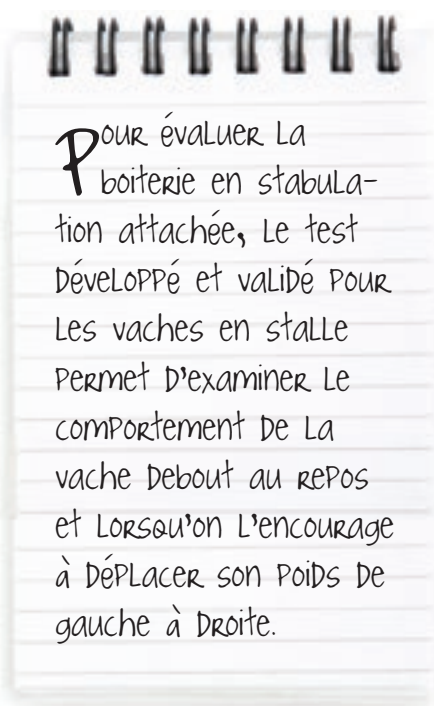 Pour évaluer la
boiterie en stabula-
tion attachée, le test
développé et validé pour
les vaches en stalle
permet d'examiner le
comportement de la
vache debout au repos
et lorsqu'on l'encourage
à déplacer son poids de
gauche à droite.